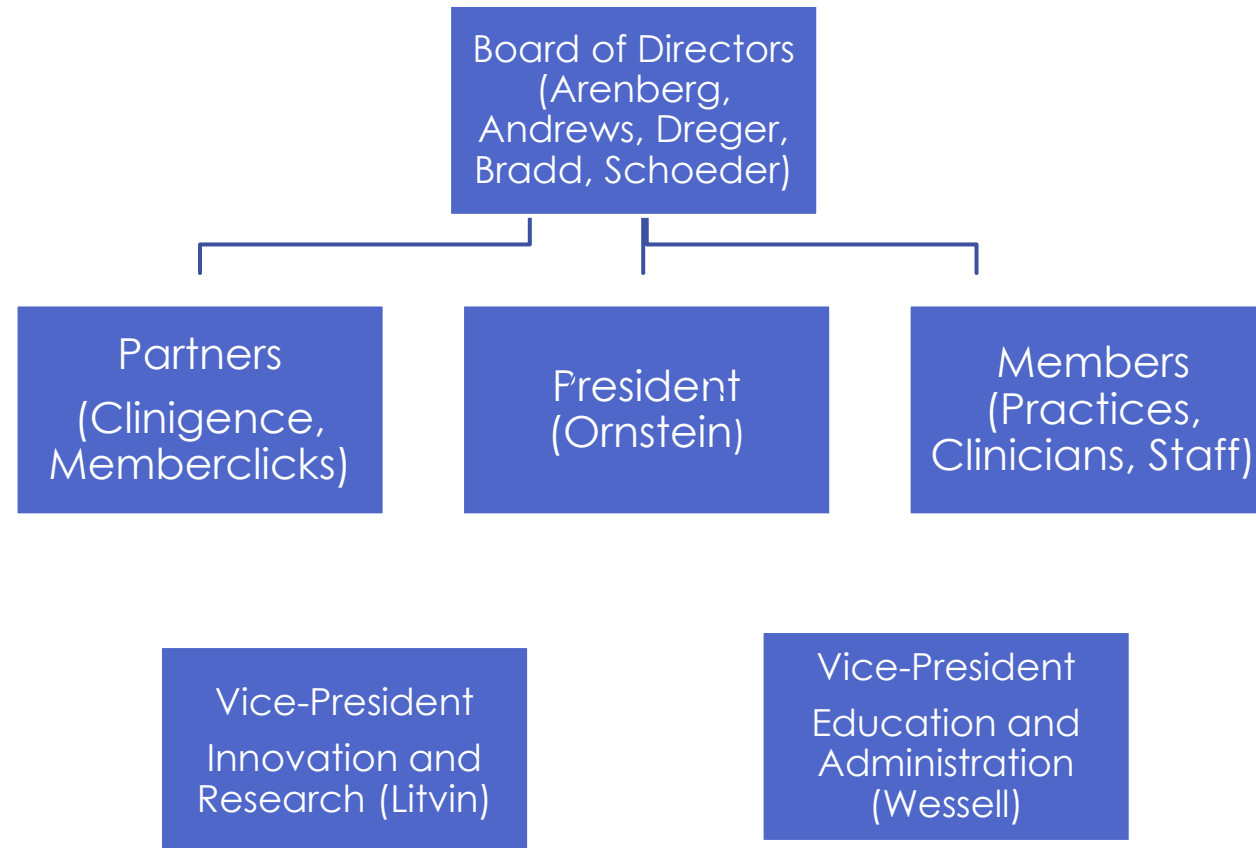 Board of Directors
(Arenberg,
Andrews, Dreger,
Bradd, Schoeder)
Partners
(Clinigence,
Memberclicks)
President
(Ornstein)
Members
(Practices,
Clinicians, Staff)
Vice-President
Innovation and
Research (Litvin)
Vice-President
Education and
Administration
(Wessell)